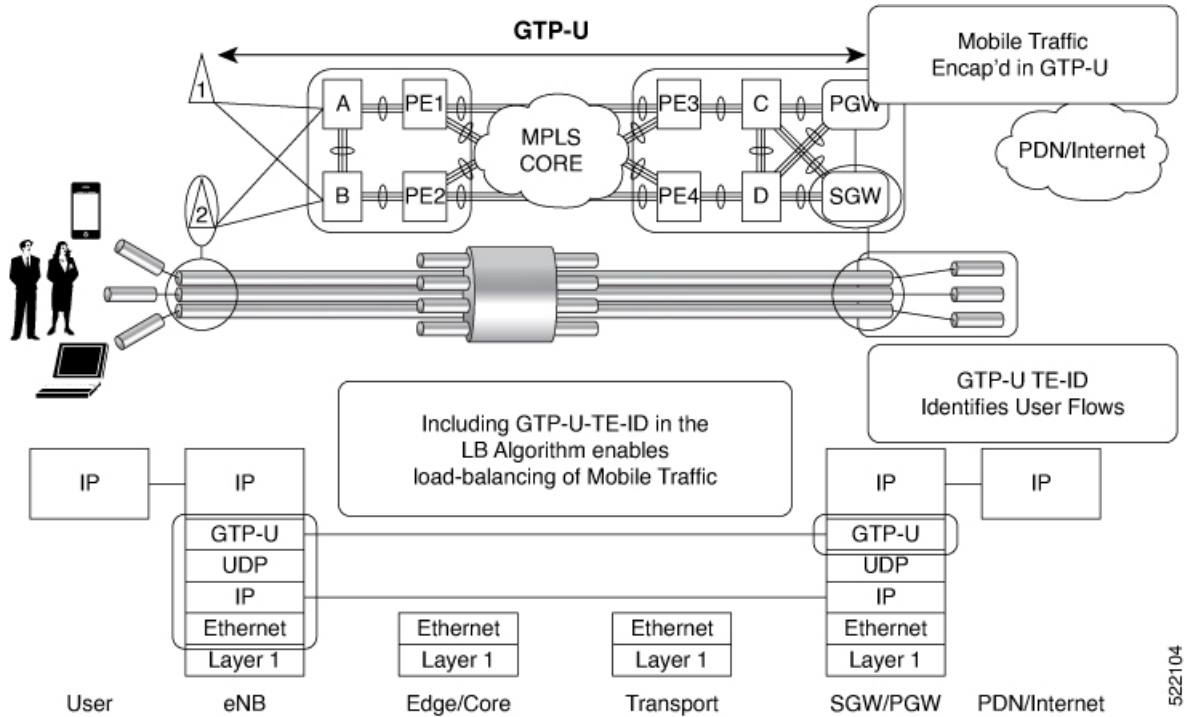 GTP-U
Mobile Traffic
Encap'd in GTP-U
1
A
PE1
PE3
C
PGW
MPLS
CORE
PDN/Internet
2
B
PE2
PE4
D
SGW
GTP-U TE-ID
Identifies User Flows
Including GTP-U-TE-ID in the
LB Algorithm enables
load-balancing of Mobile Traffic
IP
IP
IP
IP
GTP-U
GTP-U
UDP
UDP
IP
IP
Ethernet
Ethernet
Ethernet
Ethernet
Layer 1
Layer 1
Layer 1
Layer 1
User
eNB
Edge/Core
Transport
SGW/PGW
PDN/Internet
522104